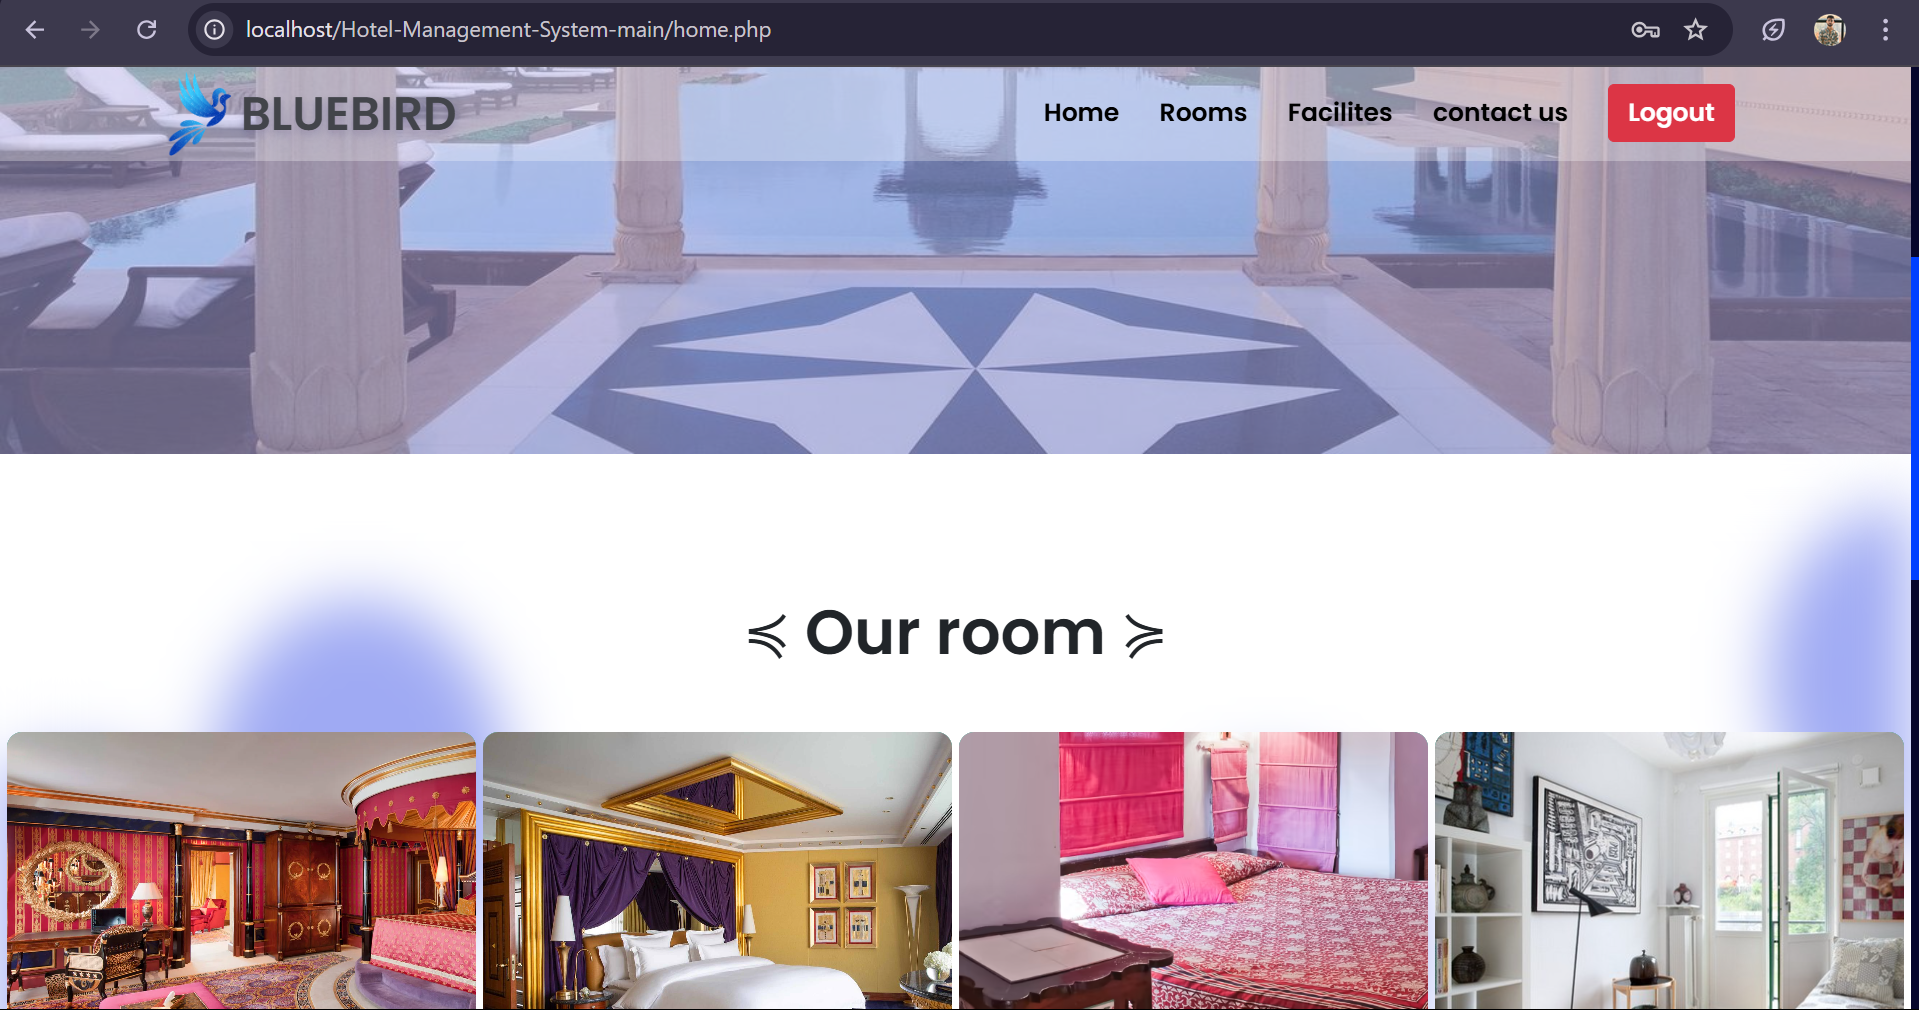 localhost/Hotel-Management-System-main/home.php
BLUEBIRD
Home Rooms Facilites contact us Logout
≼ Our room ≽